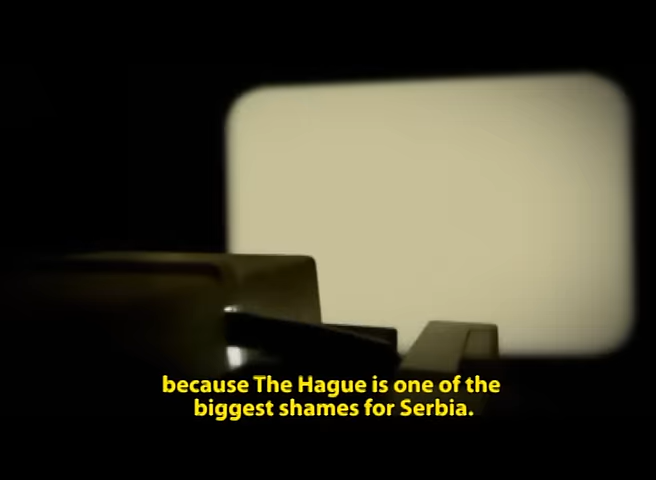 because The Hague is one of the
biggest shames for Serbia.